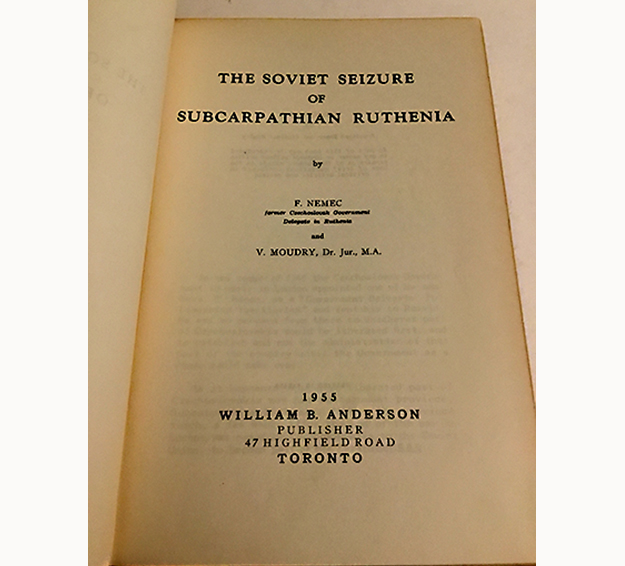 THE SOVIET SEIZURE
OF
SUBCARPATHIAN RUTHENIA
by
F. NEMEC
former Czechoslovak Government
Delegate in Ruthenia
and
V. MOUDRY, Dr. Jur., M.A.
1955
WILLIAM B. ANDERSON
PUBLISHER
47 HIGHFIELD ROAD
TORONTO